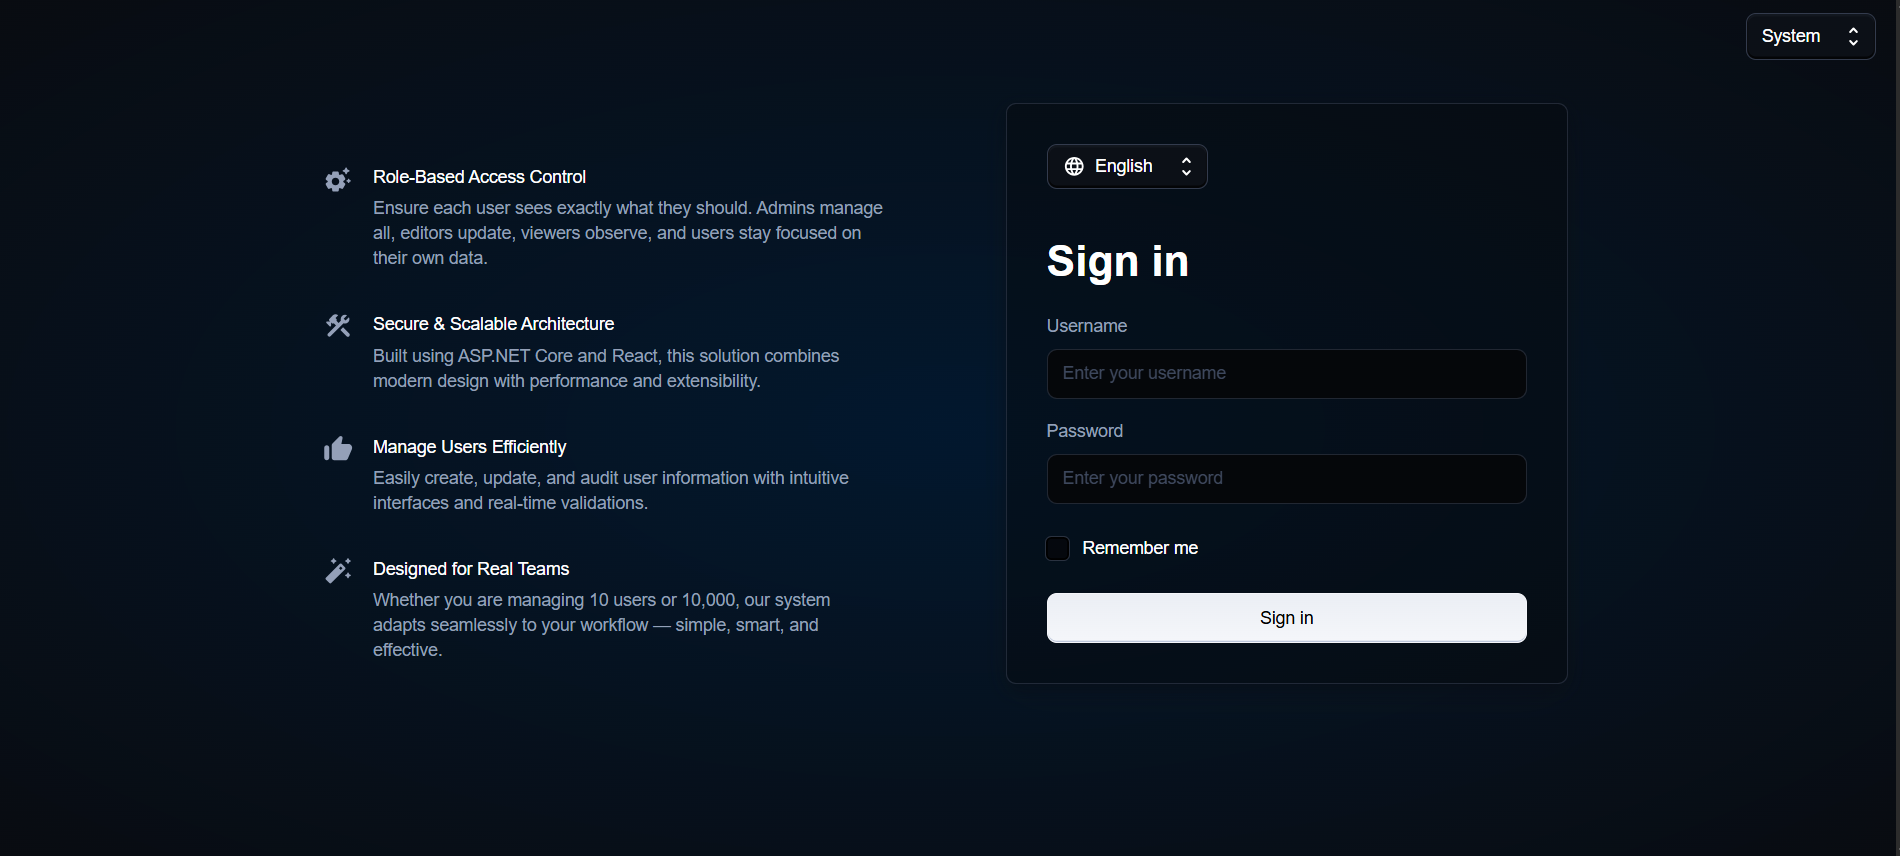 System
Role-Based Access Control
Ensure each user sees exactly what they should. Admins manage
all, editors update, viewers observe, and users stay focused on
their own data.
Secure & Scalable Architecture
Built using ASP.NET Core and React, this solution combines
modern design with performance and extensibility.
Manage Users Efficiently
Easily create, update, and audit user information with intuitive
interfaces and real-time validations.
Designed for Real Teams
Whether you are managing 10 users or 10,000, our system
adapts seamlessly to your workflow — simple, smart, and
effective.
English
Sign in
Username
Enter your username
Password
Enter your password
Remember me
Sign in